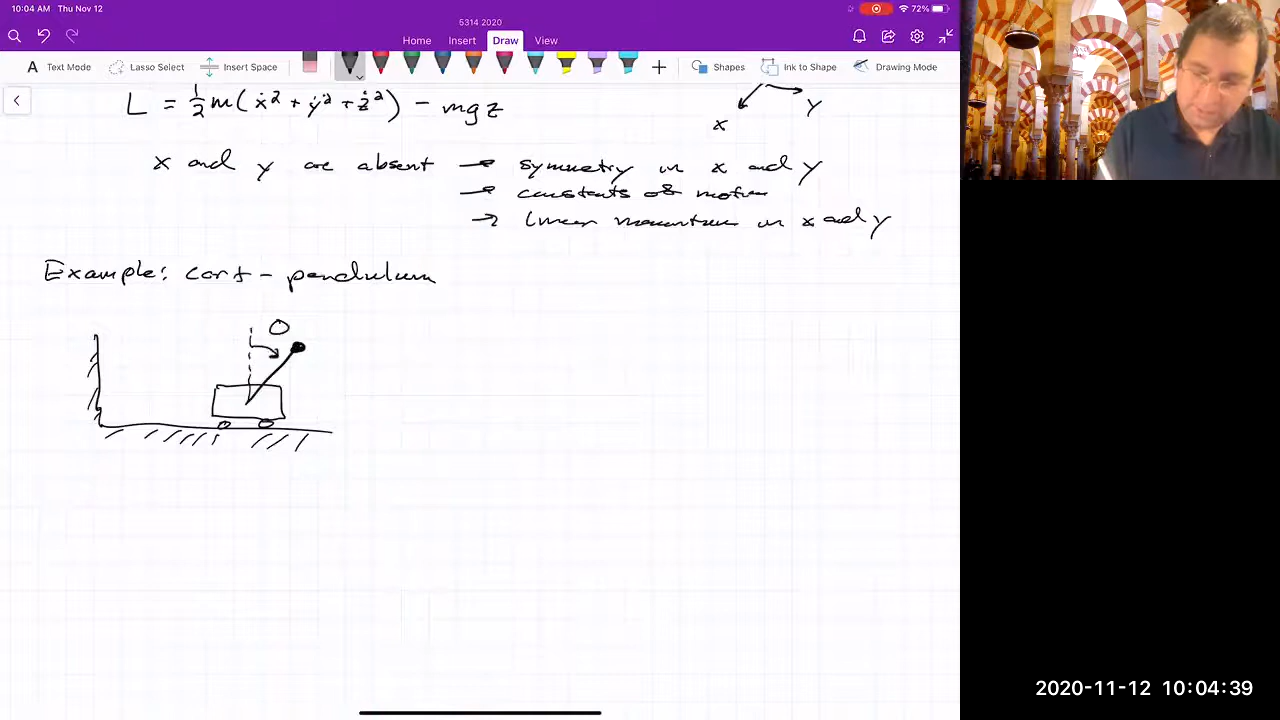 10:04 AM Thu Nov 12
72%
5314 2020
Home Insert Draw View
A Text Mode Lasso Select Insert Space Shapes Ink to Shape Drawing Mode
L = 1/2 m(ẋ² + ẏ² + ż²) - mgz
x
y
x and y are absent → symmetry in x and y
→ constants of motion
→ linear momentum in x and y
Example: cart - pendulum
2020-11-12 10:04:39